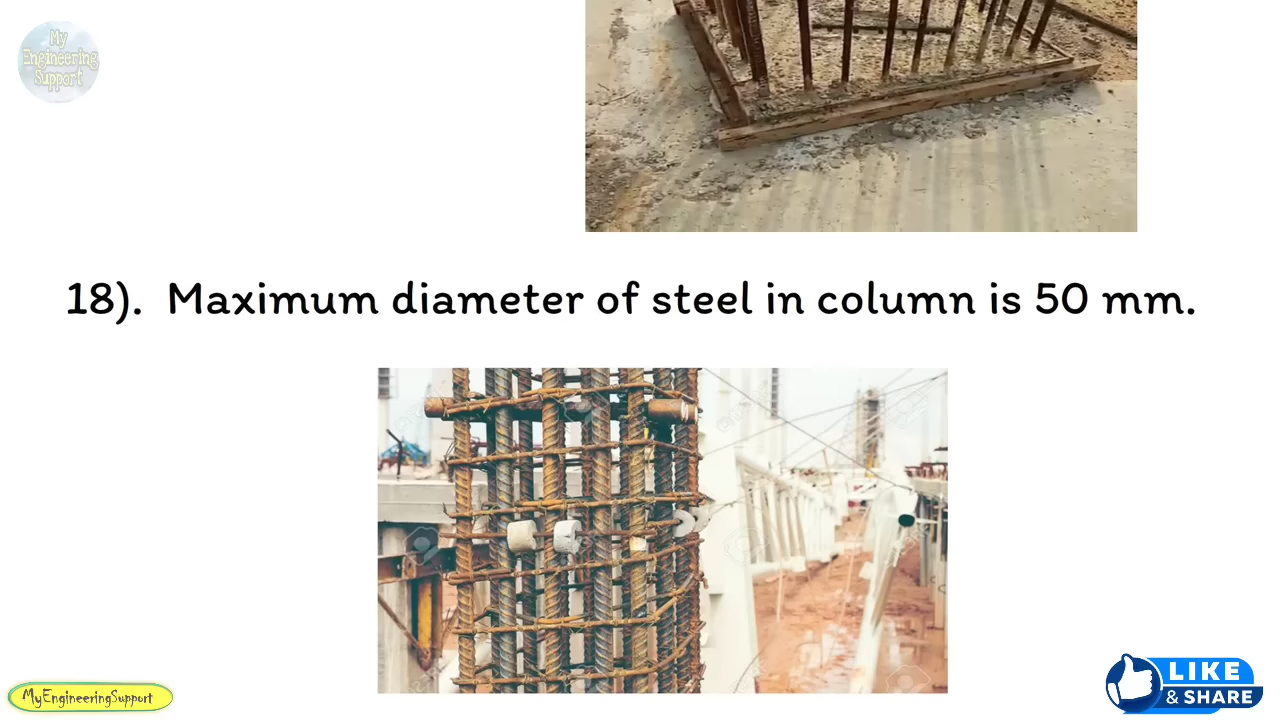 My
Engineering
Support
18). Maximum diameter of steel in column is 50 mm.
MyEngineeringSupport
LIKE
& SHARE